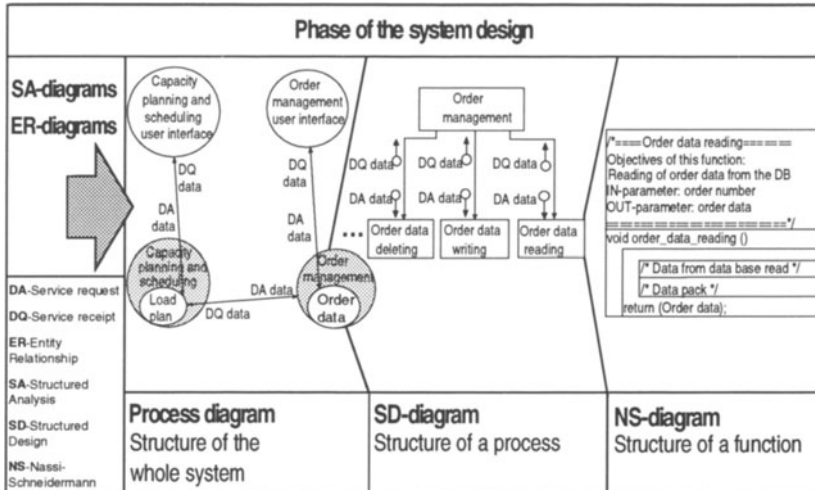 Phase of the system design
SA-diagrams
ER-diagrams
DA-Service request
DQ-Service receipt
ER-Entity
Relationship
SA-Structured
Analysis
SD-Structured
Design
NS-Nassi-
Schneidermann
Capacity
planning and
scheduling
user interface
Order
management
user interface
DQ
data
DA
data
DQ
data
DA
data
Capacity
planning and
scheduling
Load
plan
DA data
DQ data
Order
management
Order
data
Process diagram
Structure of the
whole system
Order
management
DQ data
DQ data
DQ data
DA data
DA data
DA data
...
Order data
deleting
Order data
writing
Order data
reading
SD-diagram
Structure of a process
/*====Order data reading=======
Objectives of this function:
Reading of order data from the DB
IN-parameter: order number
OUT-parameter: order data
========================*/
void order_data_reading ()
/* Data from data base read */
/* Data pack */
return (Order data);
NS-diagram
Structure of a function